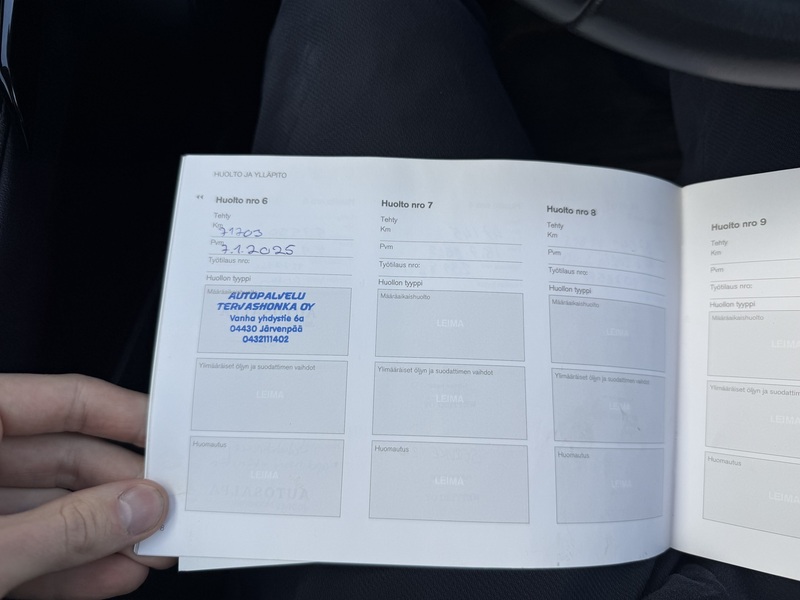 HUOLTO JA YLLÄPITO
Huolto nro 6
Tehty
Km
71703
Pvm
7.1.2025
Työtilaus nro:
Huollon tyyppi
Määräaikaishuolto
AUTOPALVELU
TERVASHONKA OY
Vanha yhdystie 6a
04430 Järvenpää
0432111402
Ylimääräiset öljyn ja suodattimen vaihdot
LEIMA
Huomautus
LEIMA
Huolto nro 7
Tehty
Km
Pvm
Työtilaus nro:
Huollon tyyppi
Määräaikaishuolto
LEIMA
Ylimääräiset öljyn ja suodattimen vaihdot
LEIMA
Huomautus
LEIMA
Huolto nro 8
Tehty
Km
Pvm
Työtilaus nro:
Huollon tyyppi
Määräaikaishuolto
LEIMA
Ylimääräiset öljyn ja suodattimen vaihdot
LEIMA
Huomautus
LEIMA
Huolto nro 9
Tehty
Km
Pvm
Työtilaus nro:
Huollon tyyppi
Määräaikaishuolto
LEIMA
Ylimääräiset öljyn ja suodattimen
LEIMA
Huomautus
LEIMA